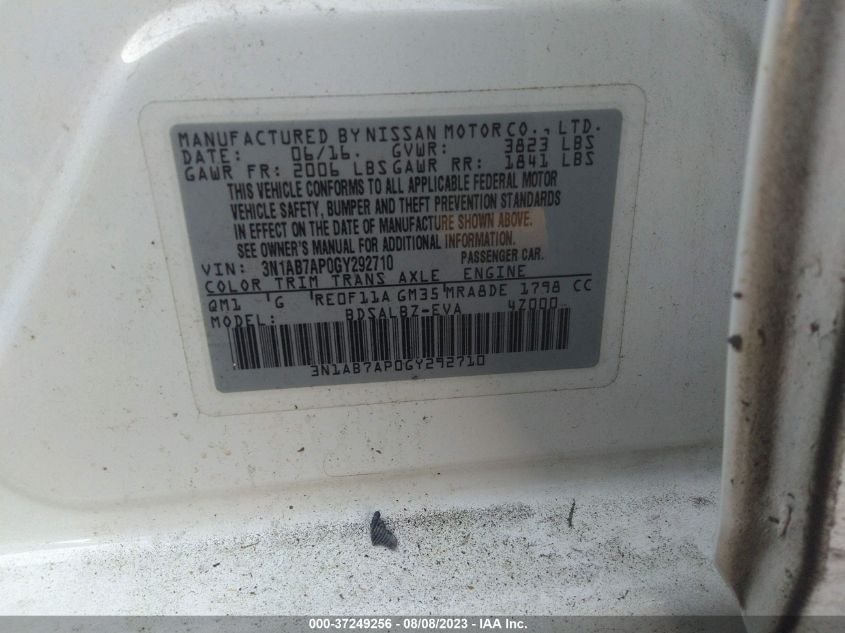 MANUFACTURED BY NISSAN MOTOR CO., LTD.
DATE: 06/16. GVWR: 3823 LBS
GAWR FR: 2006 LBS GAWR RR: 1841 LBS
THIS VEHICLE CONFORMS TO ALL APPLICABLE FEDERAL MOTOR
VEHICLE SAFETY, BUMPER AND THEFT PREVENTION STANDARDS
IN EFFECT ON THE DATE OF MANUFACTURE SHOWN ABOVE.
SEE OWNER'S MANUAL FOR ADDITIONAL INFORMATION.
VIN: 3N1AB7AP0GY292710 PASSENGER CAR.
COLOR TRIM TRANS AXLE ENGINE
QM1 G RE0F11A GM35 MRA8DE 1798 CC
MODEL: BDSALBZ-EVA 4Z000
3N1AB7AP0GY292710
000-37249256 - 08/08/2023 - IAA Inc.